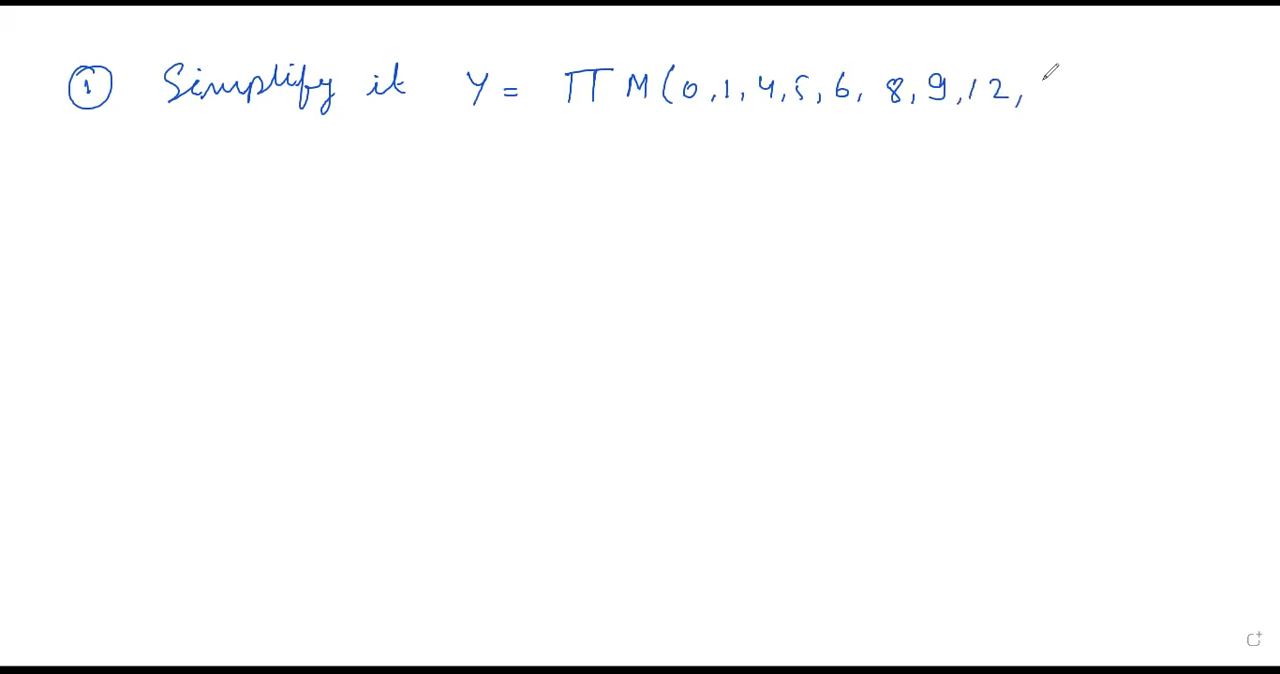 ① Simplify it Y = ΠM(0,1,4,5,6,8,9,12,